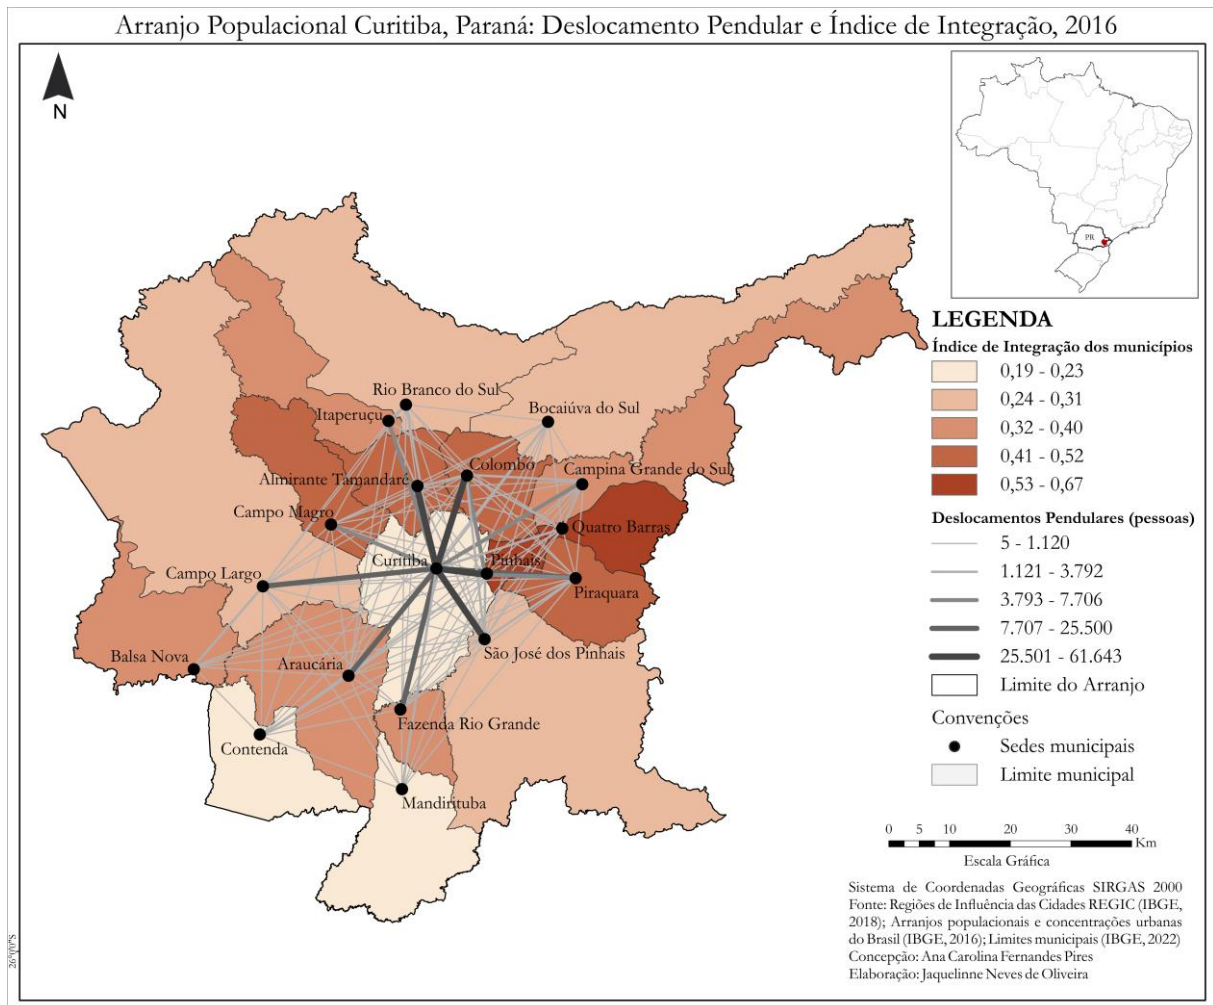 Arranjo Populacional Curitiba, Paraná: Deslocamento Pendular e Índice de Integração, 2016
N
PR
Rio Branco do Sul
Itaperuçu
Bocaiúva do Sul
Colombo
Campina Grande do Sul
Almirante Tamandaré
Campo Magro
Quatro Barras
Curitiba
Pinhais
Campo Largo
Piraquara
São José dos Pinhais
Balsa Nova
Araucária
Fazenda Rio Grande
Contenda
Mandirituba
LEGENDA
Índice de Integração dos municípios
0,19 - 0,23
0,24 - 0,31
0,32 - 0,40
0,41 - 0,52
0,53 - 0,67
Deslocamentos Pendulares (pessoas)
5 - 1.120
1.121 - 3.792
3.793 - 7.706
7.707 - 25.500
25.501 - 61.643
Limite do Arranjo
Convenções
Sedes municipais
Limite municipal
0 5 10 20 30 40
Km
Escala Gráfica
Sistema de Coordenadas Geográficas SIRGAS 2000
Fonte: Regiões de Influência das Cidades REGIC (IBGE,
2018); Arranjos populacionais e concentrações urbanas
do Brasil (IBGE, 2016); Limites municipais (IBGE, 2022)
Concepção: Ana Carolina Fernandes Pires
Elaboração: Jaquelinne Neves de Oliveira
26°0'0"S